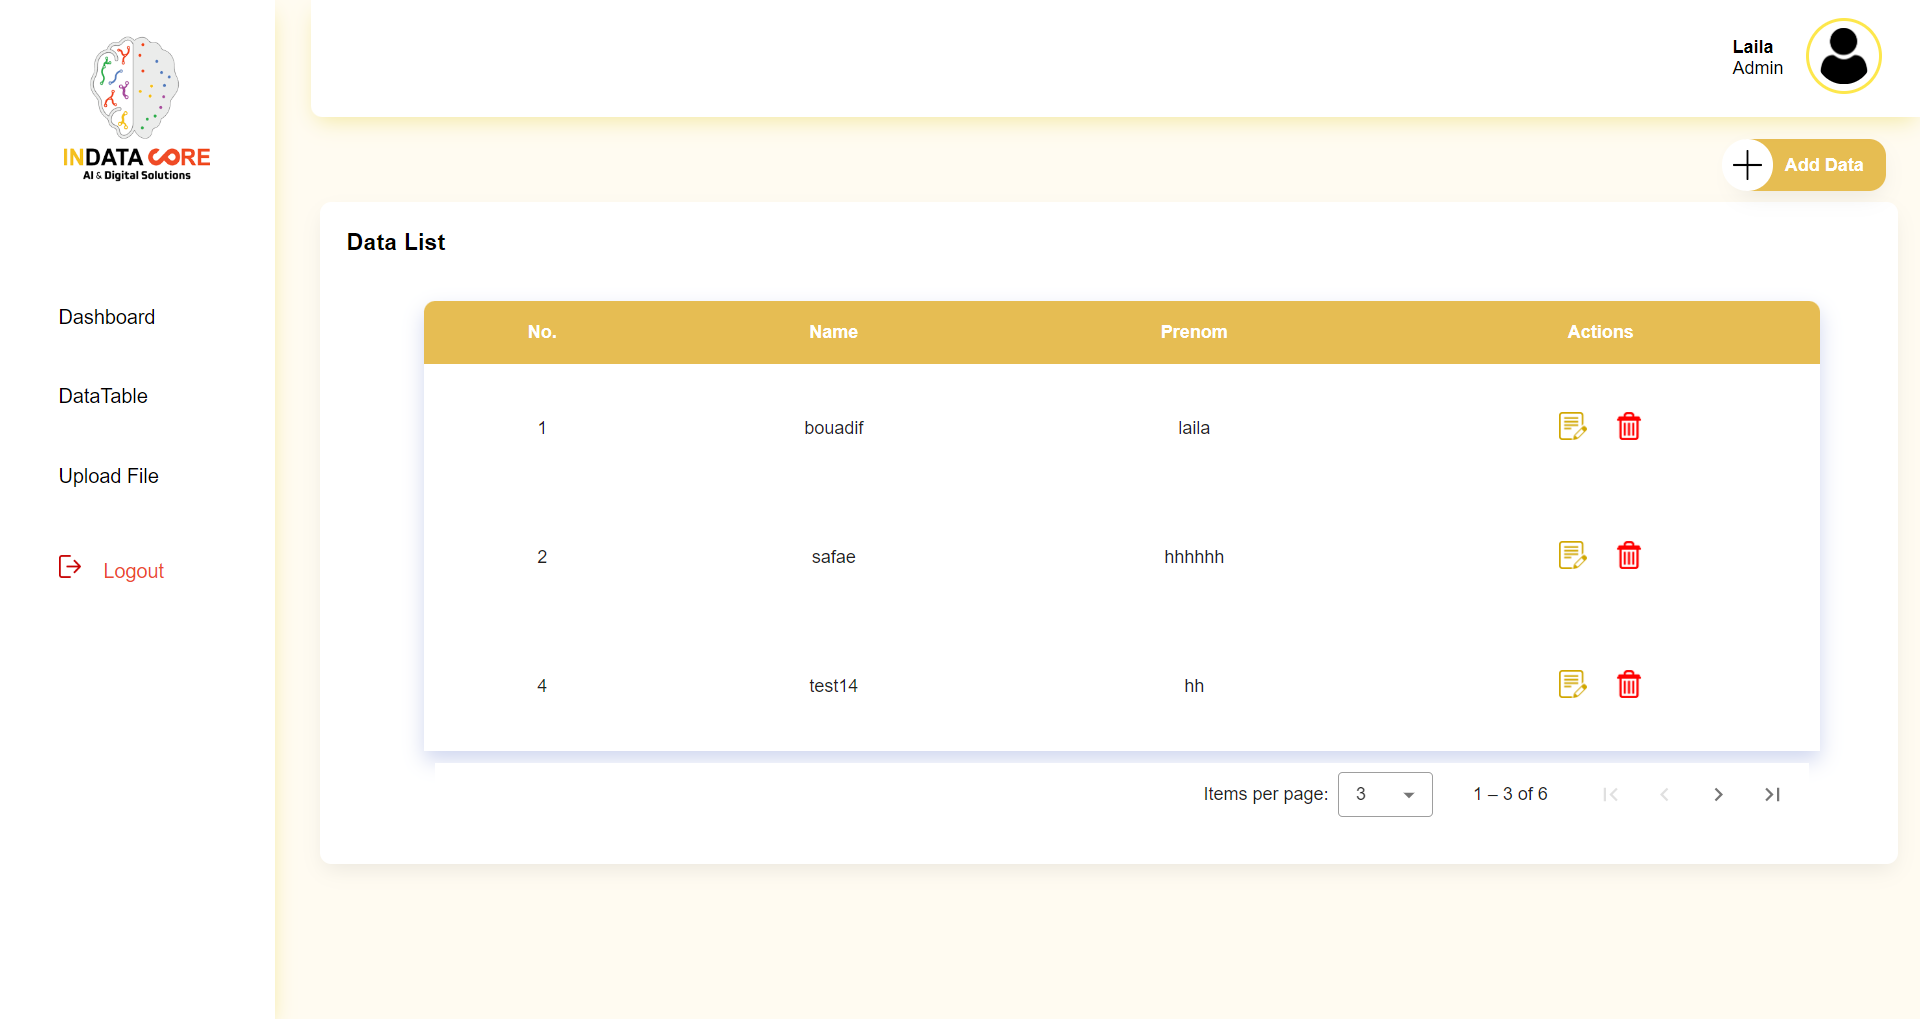 INDATA CORE
AI & Digital Solutions
Laila
Admin
Add Data
Dashboard
DataTable
Upload File
Logout
Data List
No. Name Prenom Actions
1 bouadif laila
2 safae hhhhhh
4 test14 hh
Items per page: 3 1 – 3 of 6